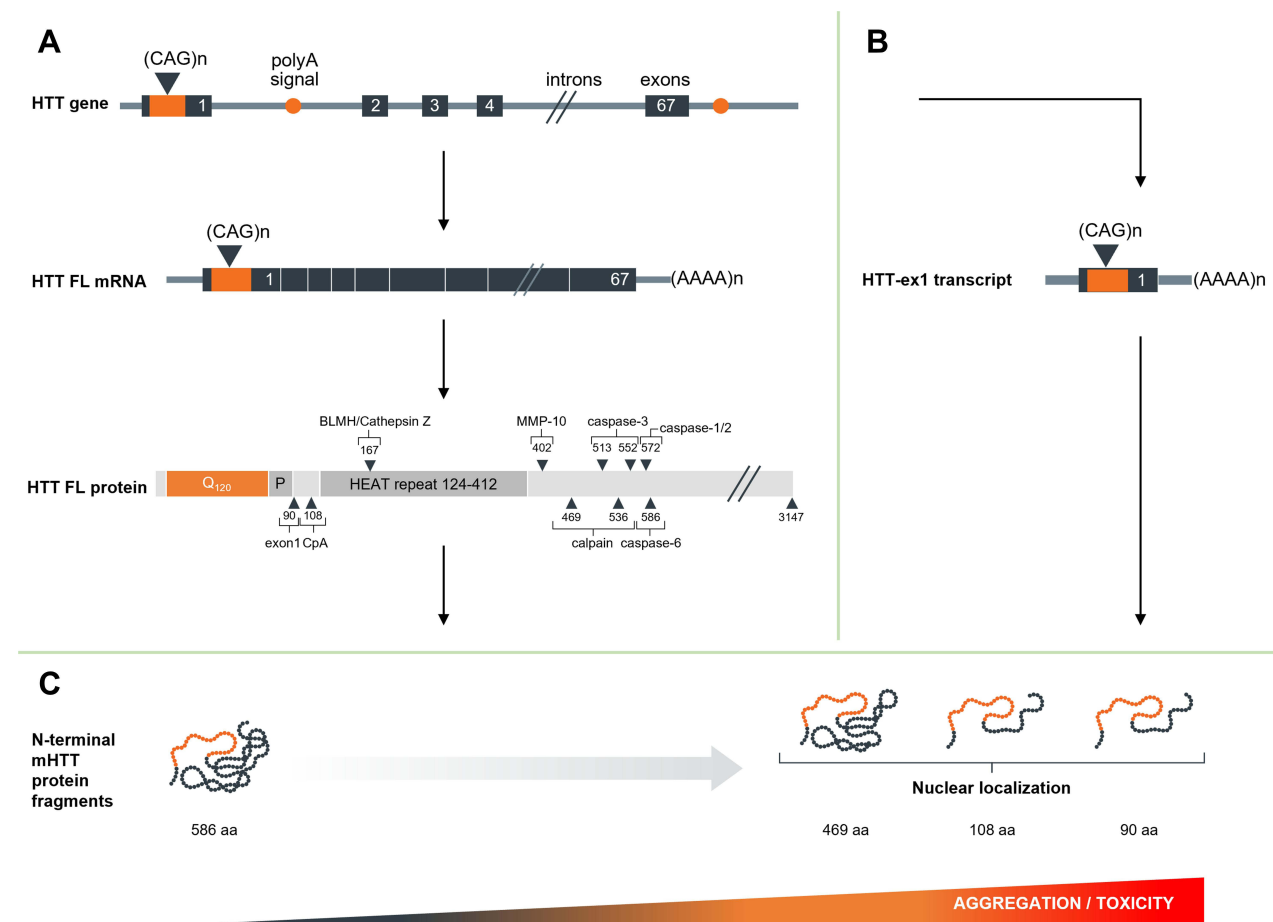 A
(CAG)n
polyA
signal
introns
exons
HTT gene
1
2
3
4
67
(CAG)n
HTT FL mRNA
1
67
(AAAA)n
BLMH/Cathepsin Z
MMP-10
caspase-3
caspase-1/2
167
402
513
552
572
HTT FL protein
Q120
P
HEAT repeat 124-412
90
108
469
536
586
3147
exon1
CpA
calpain
caspase-6
B
(CAG)n
HTT-ex1 transcript
1
(AAAA)n
C
N-terminal
mHTT
protein
fragments
Nuclear localization
586 aa
469 aa
108 aa
90 aa
AGGREGATION / TOXICITY